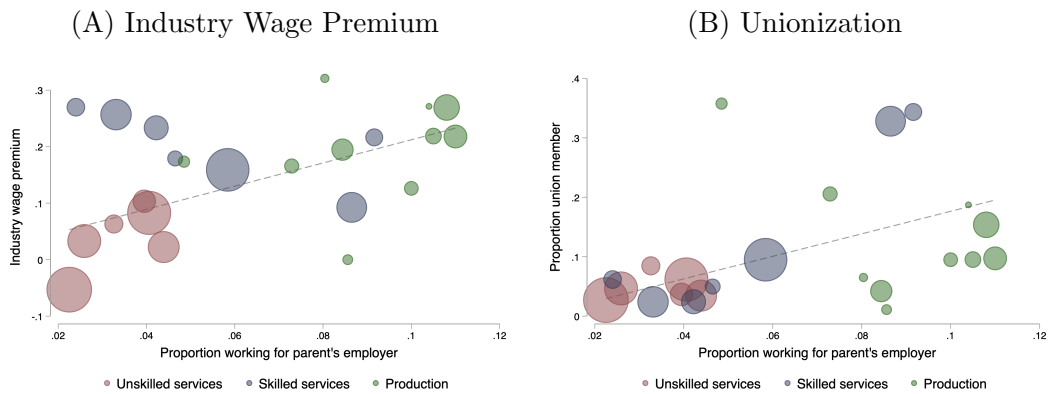 (A) Industry Wage Premium
Industry wage premium
.3
.2
.1
0
-.1
.02
.04
.06
.08
.1
.12
Proportion working for parent's employer
Unskilled services
Skilled services
Production
(B) Unionization
Proportion union member
.4
.3
.2
.1
0
.02
.04
.06
.08
.1
.12
Proportion working for parent's employer
Unskilled services
Skilled services
Production